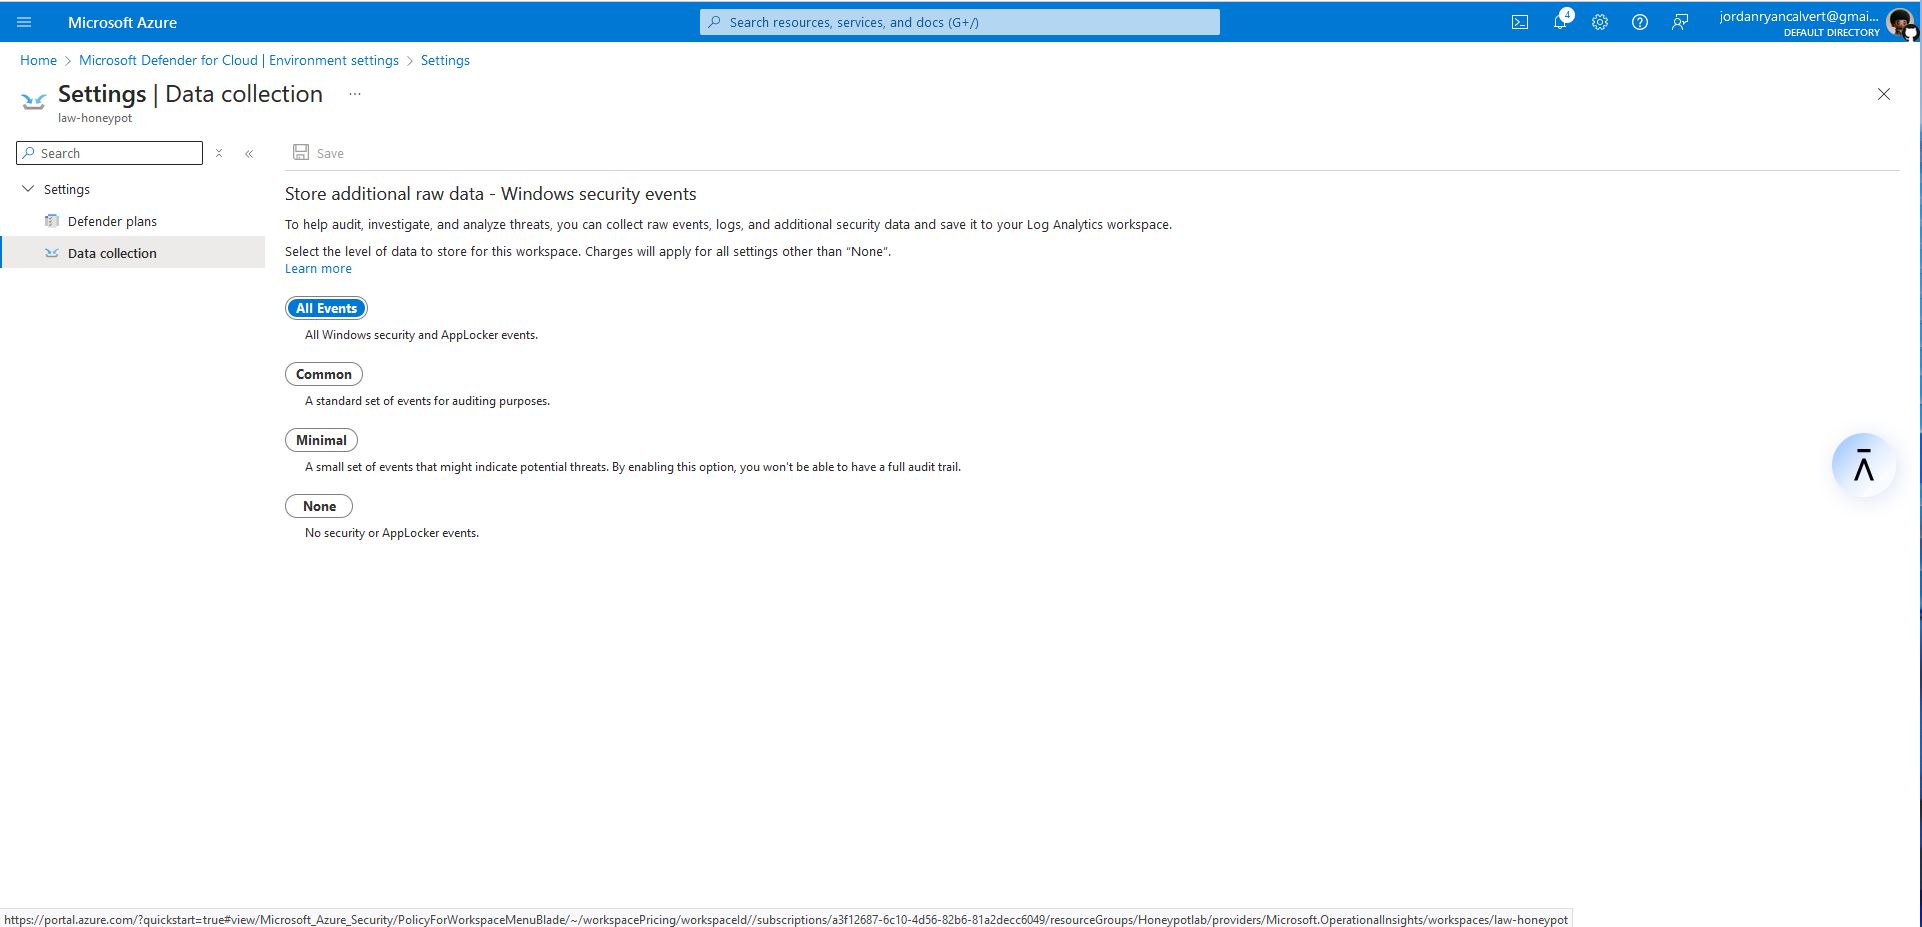 Microsoft Azure
Search resources, services, and docs (G+/)
4
jordanryancalvert@gmai...
DEFAULT DIRECTORY
Home > Microsoft Defender for Cloud | Environment settings > Settings
Settings | Data collection ...
law-honeypot
Search
Save
Settings
Defender plans
Data collection
Store additional raw data - Windows security events
To help audit, investigate, and analyze threats, you can collect raw events, logs, and additional security data and save it to your Log Analytics workspace.
Select the level of data to store for this workspace. Charges will apply for all settings other than “None”.
Learn more
All Events
All Windows security and AppLocker events.
Common
A standard set of events for auditing purposes.
Minimal
A small set of events that might indicate potential threats. By enabling this option, you won't be able to have a full audit trail.
None
No security or AppLocker events.
https://portal.azure.com/?quickstart=true#view/Microsoft_Azure_Security/PolicyForWorkspaceMenuBlade/~/workspacePricing/workspaceId//subscriptions/a3f12687-6c10-4d56-82b6-81a2decc6049/resourceGroups/Honeypotlab/providers/Microsoft.OperationalInsights/workspaces/law-honeypot